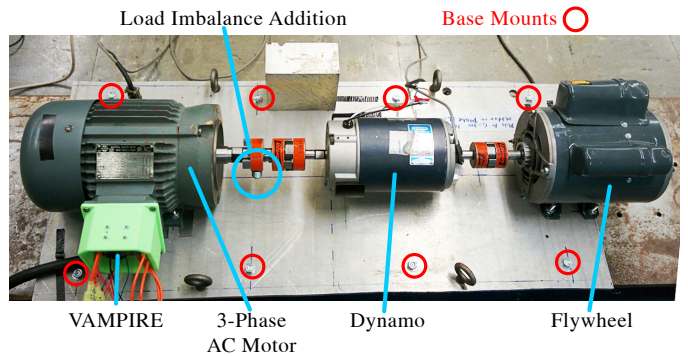 Load Imbalance Addition
Base Mounts
VAMPIRE
3-Phase
AC Motor
Dynamo
Flywheel